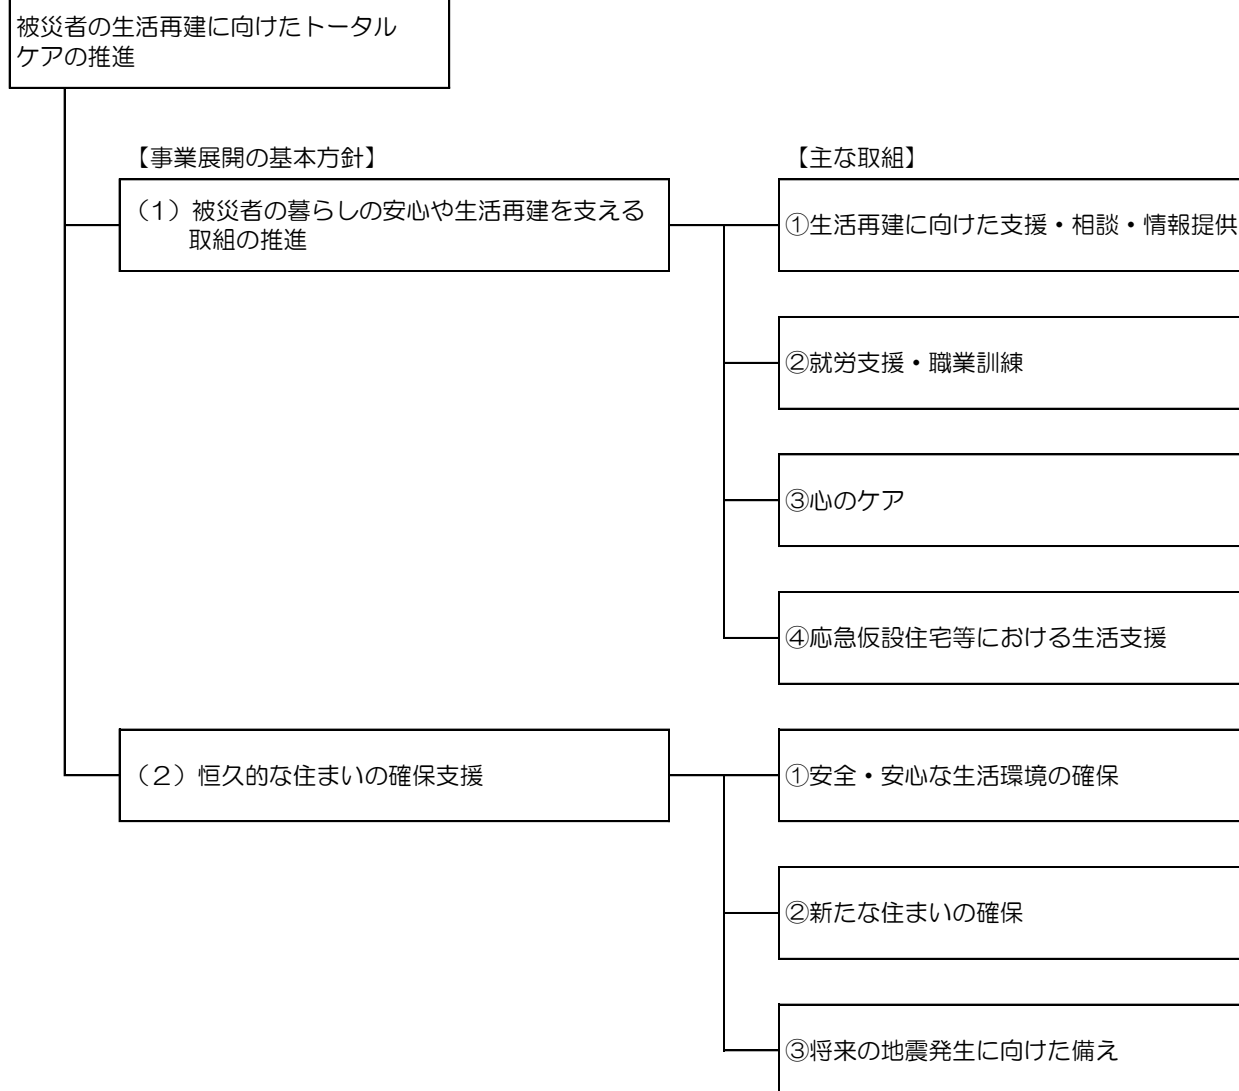 被災者の生活再建に向けたトータル
ケアの推進
【事業展開の基本方針】
【主な取組】
（1）被災者の暮らしの安心や生活再建を支える
取組の推進
①生活再建に向けた支援・相談・情報提供
②就労支援・職業訓練
③心のケア
④応急仮設住宅等における生活支援
（2）恒久的な住まいの確保支援
①安全・安心な生活環境の確保
②新たな住まいの確保
③将来の地震発生に向けた備え